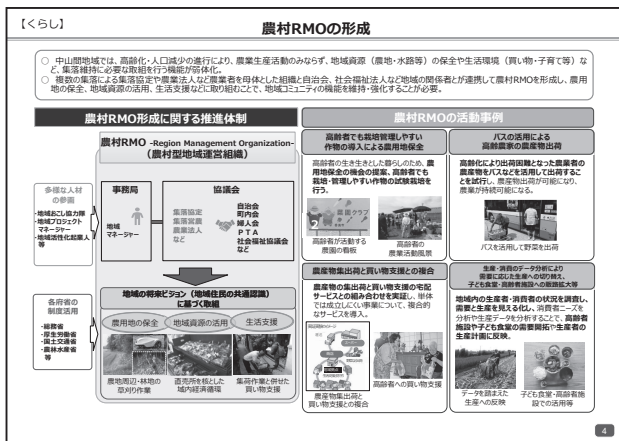 【くらし】
農村RMOの形成
○ 中山間地域では、高齢化・人口減少の進行により、農業生産活動のみならず、地域資源（農地・水路等）の保全や生活環境（買い物・子育て等）な
ど、集落維持に必要な取組を行う機能が弱体化。
○ 複数の集落による集落協定や農業法人など農業者を母体とした組織と自治会、社会福祉法人など地域の関係者とが連携して農村RMOを形成し、農用
地の保全、地域資源の活用、生活支援などに取り組むことで、地域コミュニティの機能を維持・強化することが必要。
農村RMO形成に関する推進体制
農村RMO -Region Management Organization-
（農村型地域運営組織）
多様な人材
の参画
・地域おこし協力隊
・地域プロジェクト
マネージャー
・地域活性化起業人
等
事務局
地域
マネージャー
協議会
集落協定
集落営農
農業法人
など
自治会
町内会
婦人会
ＰＴＡ
社会福祉協議会
など
各府省の
制度活用
・総務省
・厚生労働省
・国土交通省
・農林水産省
等
地域の将来ビジョン（地域住民の共通認識）
に基づく取組
農用地の保全
地域資源の活用
生活支援
農地周辺・林地の
草刈り作業
直売所を核とした
域内経済循環
集荷作業と併せた
買い物支援
農村RMOの活動事例
高齢者でも栽培管理しやすい
作物の導入による農用地保全
高齢者の生き生きとした暮らしのため、農
用地保全の機会の提案、高齢者でも
栽培・管理しやすい作物の試験栽培を
行う。
農園クラブ
高齢者が活動する
農園の看板
高齢者の
農業活動風景
バスの活用による
高齢農家の農産物出荷
高齢化により出荷困難となった農業者の
農産物をバスなどを活用して出荷するこ
とを試行し、農産物出荷が可能になり、
農業が持続可能になる。
バスを活用して野菜を出荷
農産物集出荷と買い物支援との複合
農産物の集出荷と買い物支援の宅配
サービスとの組み合わせを実証し、単体
では成立しにくい事業について、複合的
なサービスを導入。
農産物集出荷と
買い物支援との複合
高齢者への買い物支援
生産・消費のデータ分析により
需要に応じた生産への切り替え、
子ども食堂・高齢者施設への販路拡大等
地域内の生産者・消費者の状況を調査し、
需要と生産を見える化し、消費者ニーズを
分析や生産データを分析することで、高齢者
施設や子ども食堂の需要開拓や生産者の
生産計画に反映。
データを踏まえた
生産への反映
子ども食堂・高齢者施
設での活用等
4